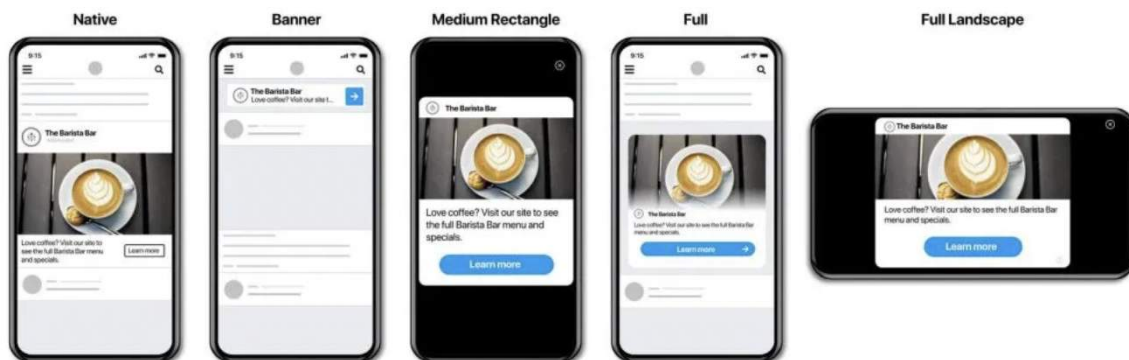 Native
9:15
The Barista Bar
Love coffee? Visit our site to
see the full Barista Bar menu
and specials.
Learn more
Banner
9:15
The Barista Bar
Love coffee? Visit our site t...
Medium Rectangle
The Barista Bar
Love coffee? Visit our site to see
the full Barista Bar menu and
specials.
Learn more
Full
9:15
The Barista Bar
Love coffee? Visit our site to see the full Barista Bar
menu and specials.
Learn more
Full Landscape
The Barista Bar
Love coffee? Visit our site to see the full Barista Bar
menu and specials.
Learn more